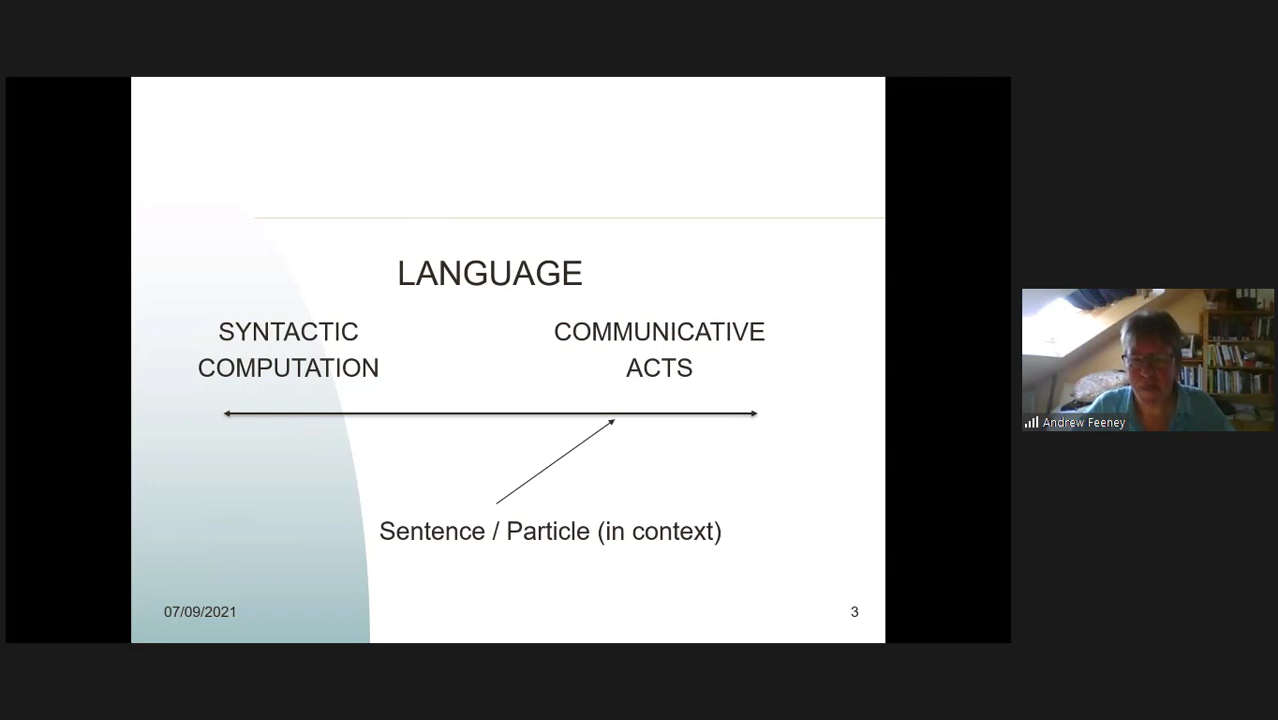 LANGUAGE
SYNTACTIC
COMPUTATION
COMMUNICATIVE
ACTS
Sentence / Particle (in context)
07/09/2021
3
Andrew Feeney